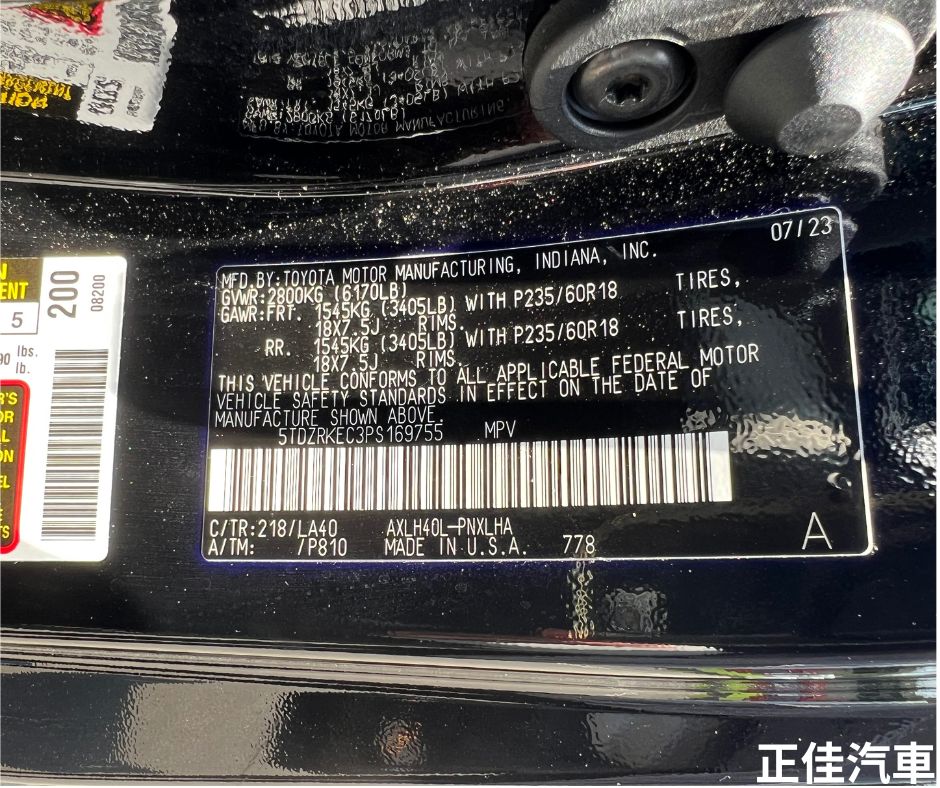 07/23
MFD.BY:TOYOTA MOTOR MANUFACTURING, INDIANA, INC.
GVWR:2800KG (6170LB)
GAWR:FRT. 1545KG (3405LB) WITH P235/60R18 TIRES,
18X7.5J RIMS.
RR. 1545KG (3405LB) WITH P235/60R18 TIRES,
18X7.5J RIMS.
THIS VEHICLE CONFORMS TO ALL APPLICABLE FEDERAL MOTOR
VEHICLE SAFETY STANDARDS IN EFFECT ON THE DATE OF
MANUFACTURE SHOWN ABOVE
5TDZRKEC3PS169755 MPV
C/TR:218/LA40 AXLH40L-PNXLHA
A/TM: /P810 MADE IN U.S.A. 778
A
5
200
08200
lbs.
lb.
正佳汽車